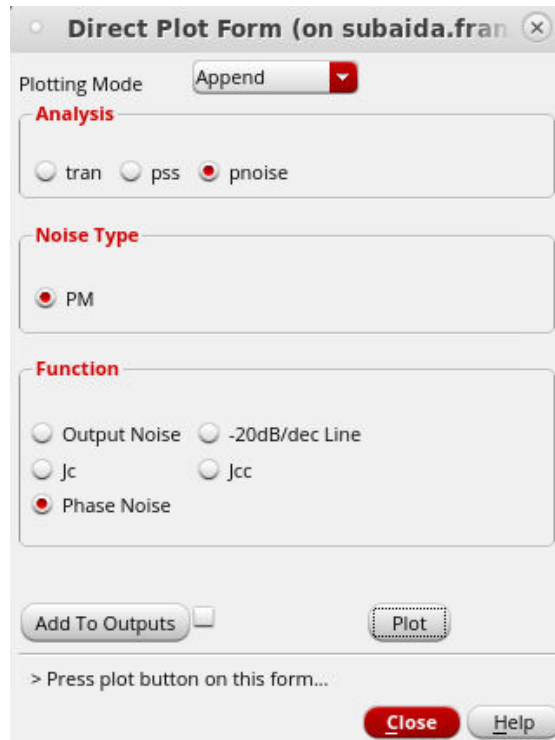 Direct Plot Form (on subaida.fran
Plotting Mode Append
Analysis
tran pss pnoise
Noise Type
PM
Function
Output Noise -20dB/dec Line
Jc Jcc
Phase Noise
Add To Outputs Plot
> Press plot button on this form...
Close Help